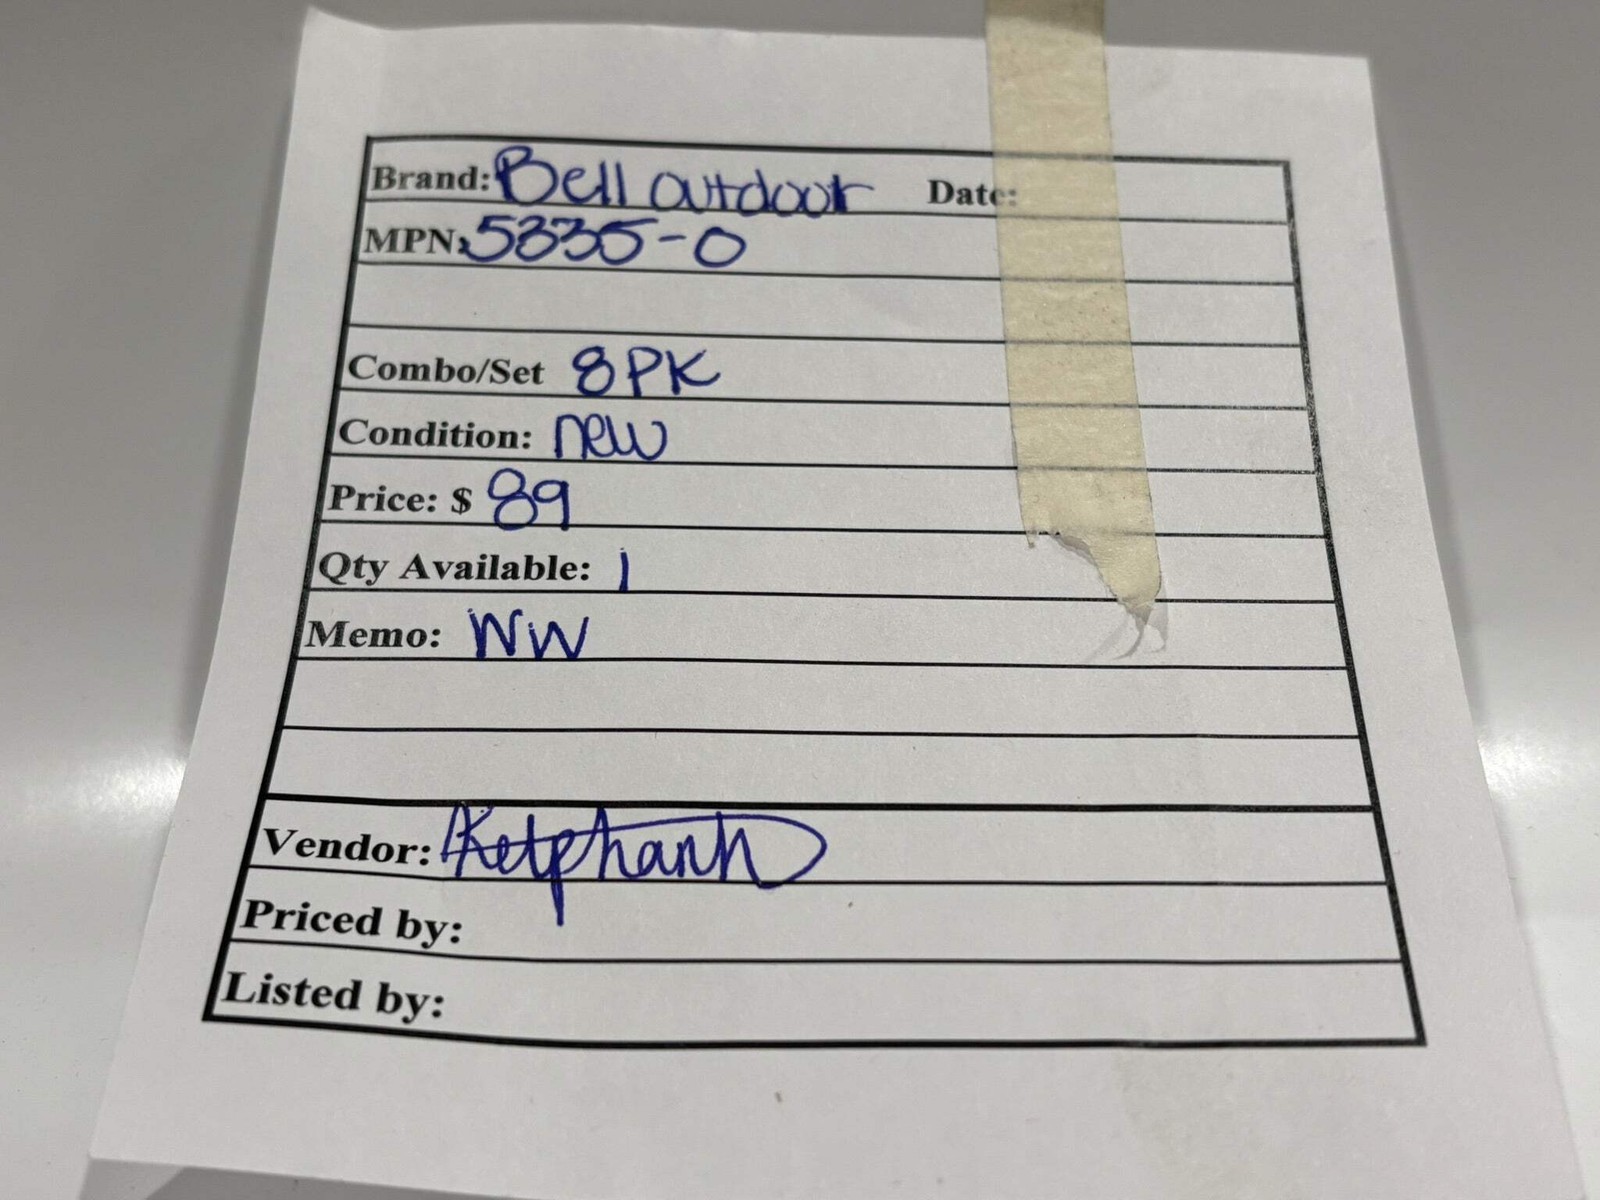 Brand: Bell outdoor Date:
MPN: 5335-0
Combo/Set 8PK
Condition: new
Price: $ 89
Qty Available: 1
Memo: NW
Vendor:
Priced by:
Listed by: